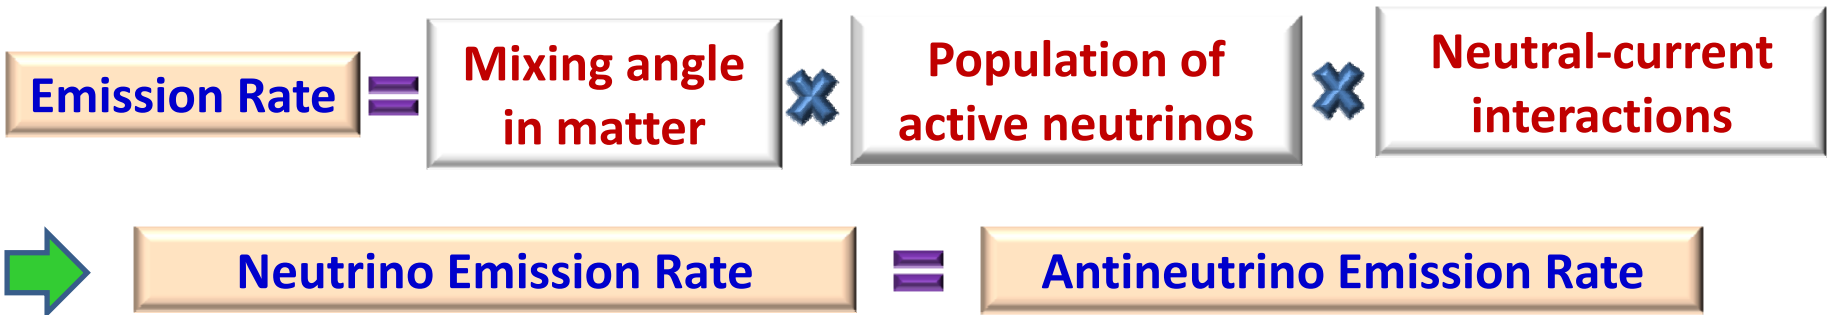 Emission Rate = Mixing angle in matter × Population of active neutrinos × Neutral-current interactions
Neutrino Emission Rate = Antineutrino Emission Rate